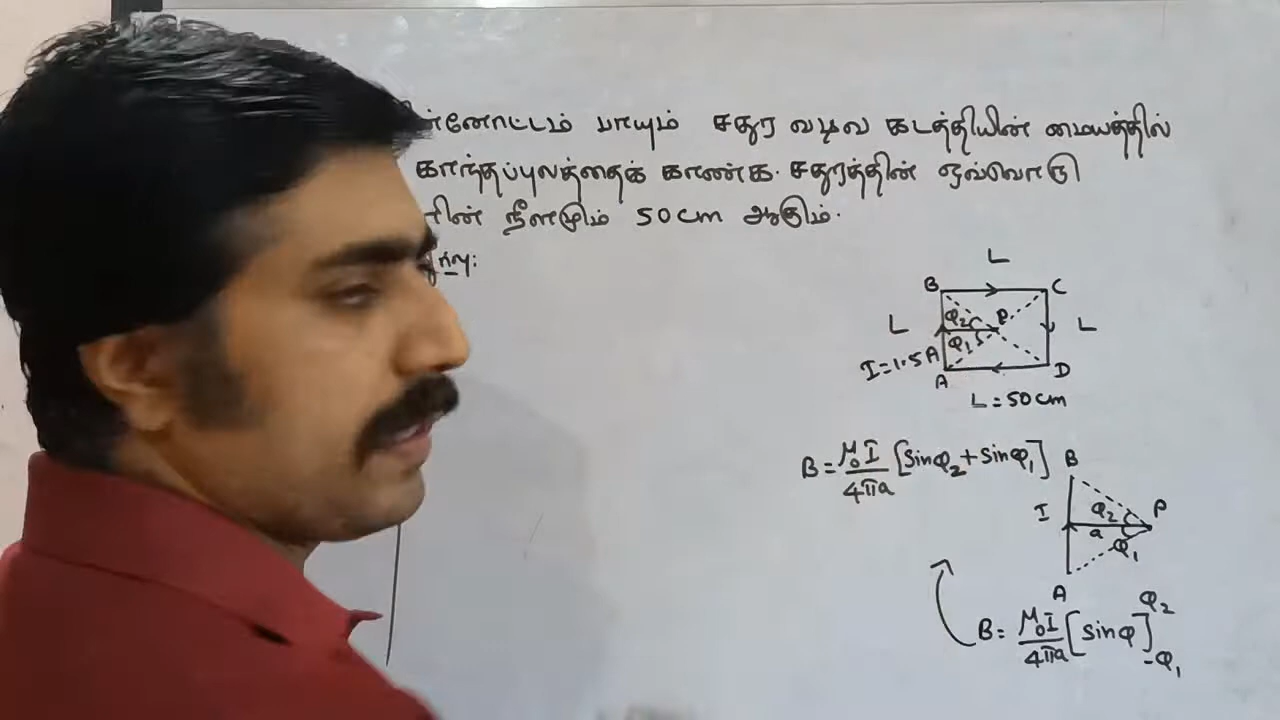 பாயும் சதுர வடிவ கடத்தியின் மையத்தில்
காந்தப்புலத்தைக் காண்க. சதுரத்தின் ஒவ்வொரு
நீளமும் 50cm ஆகும்.
L
B C
φ2 P
L L
φ1
I=1.5A
A D
L=50cm
B=μ₀I/4πa [sinφ2+sinφ1]
B
I φ2 P
a
φ1
A
B=μ₀I/4πa [sinφ]φ2 -φ1